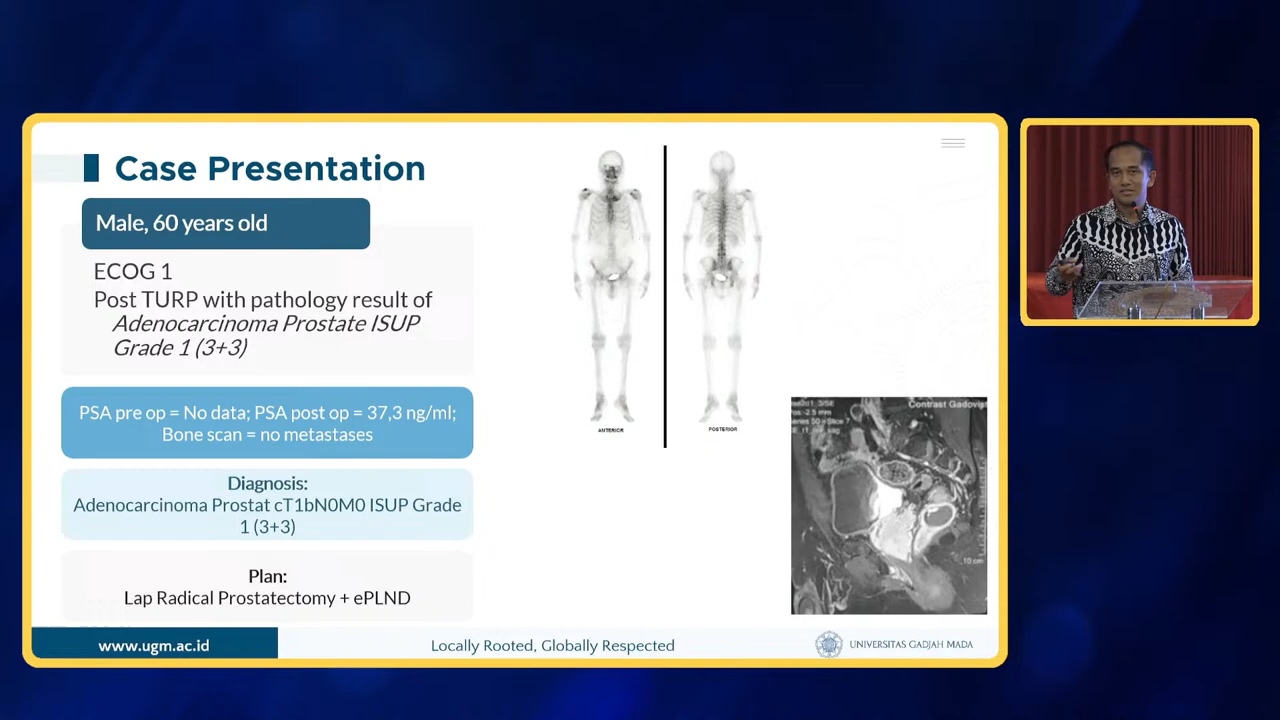 Case Presentation
Male, 60 years old
ECOG 1
Post TURP with pathology result of
Adenocarcinoma Prostate ISUP
Grade 1 (3+3)
PSA pre op = No data; PSA post op = 37,3 ng/ml;
Bone scan = no metastases
Diagnosis:
Adenocarcinoma Prostat cT1bN0M0 ISUP Grade
1 (3+3)
Plan:
Lap Radical Prostatectomy + ePLND
ANTERIOR
POSTERIOR
Contrast Gadovist
10 cm
www.ugm.ac.id
Locally Rooted, Globally Respected
UNIVERSITAS GADJAH MADA